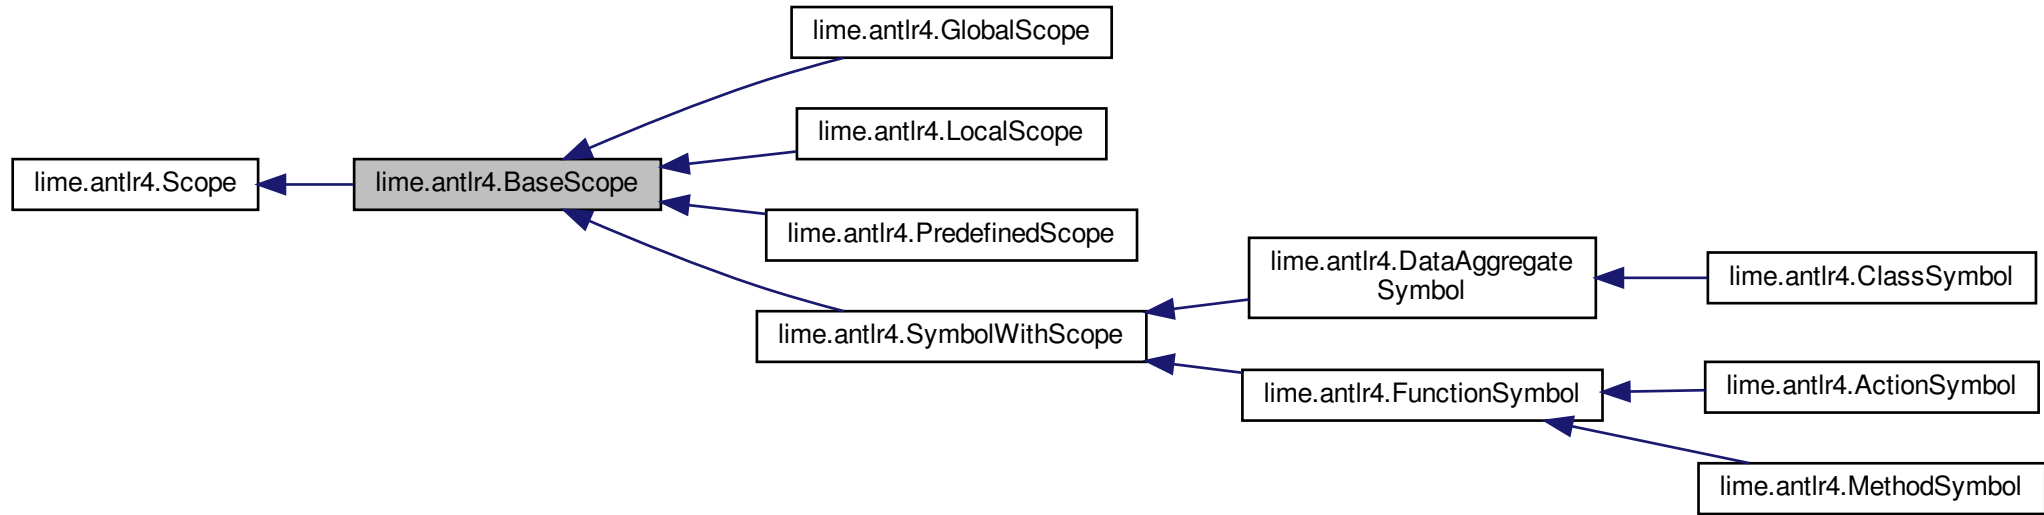 lime.antlr4.Scope
lime.antlr4.BaseScope
lime.antlr4.GlobalScope
lime.antlr4.LocalScope
lime.antlr4.PredefinedScope
lime.antlr4.SymbolWithScope
lime.antlr4.DataAggregate
Symbol
lime.antlr4.FunctionSymbol
lime.antlr4.ClassSymbol
lime.antlr4.ActionSymbol
lime.antlr4.MethodSymbol